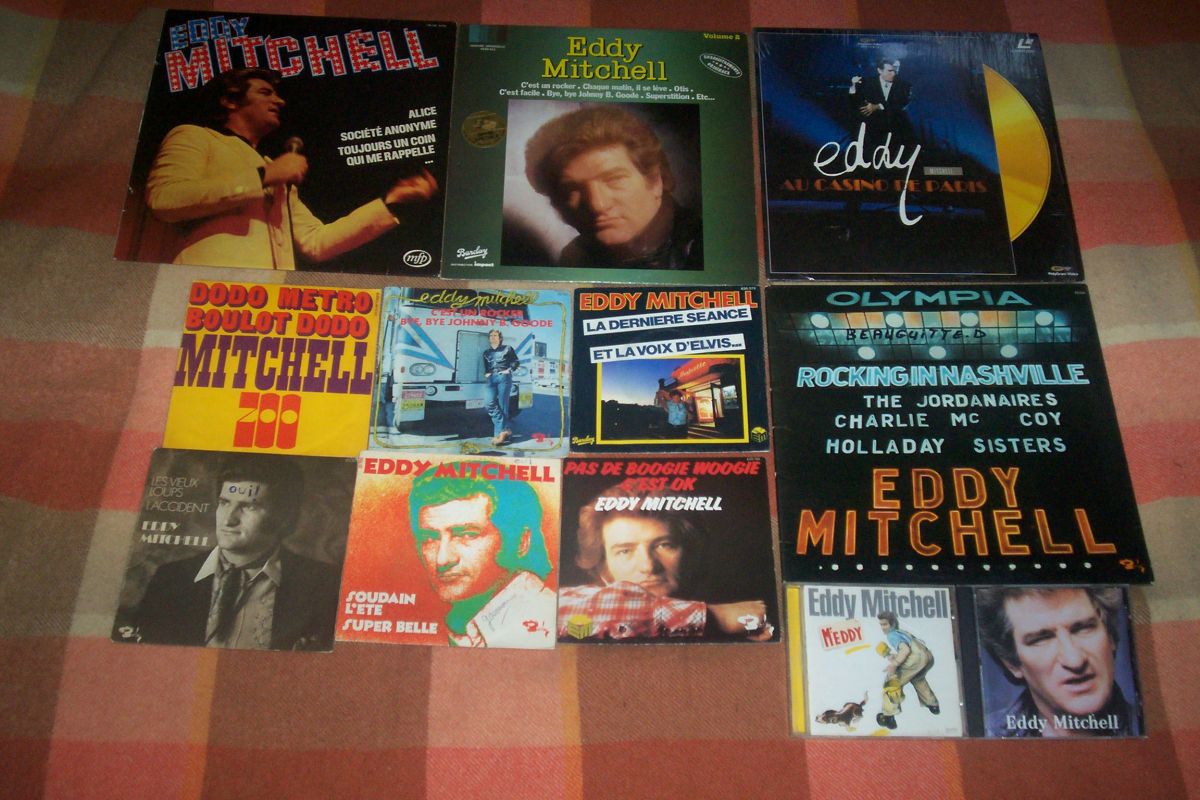 EDDY
MITCHELL
ALICE
SOCIÉTÉ ANONYME
TOUJOURS UN COIN
QUI ME RAPPELLE
...
mfp
Volume 2
Eddy
Mitchell
C'est un rocker . Chaque matin, il se lève . Otis .
C'est facile . Bye, bye Johnny B. Goode . Superstition . Etc...
Barclay
DISTRIBUTION impact
eddy
MITCHELL
AU CASINO DE PARIS
PolyGram Video
DODO METRO
BOULOT DODO
MITCHELL
ZOO
eddy mitchell
C'EST UN ROCKER
BYE, BYE JOHNNY B. GOODE
EDDY MITCHELL
LA DERNIERE SEANCE
ET LA VOIX D'ELVIS...
Barclay
OLYMPIA
BEAUGUITTE.D
ROCKING IN NASHVILLE
THE JORDANAIRES
CHARLIE MC COY
HOLLADAY SISTERS
EDDY
MITCHELL
LES VIEUX
LOUPS
L'ACCIDENT
EDDY
MITCHELL
EDDY MITCHELL
SOUDAIN
L'ETE
SUPER BELLE
PAS DE BOOGIE WOOGIE
C'EST OK
EDDY MITCHELL
Eddy Mitchell
Mr EDDY
Eddy Mitchell